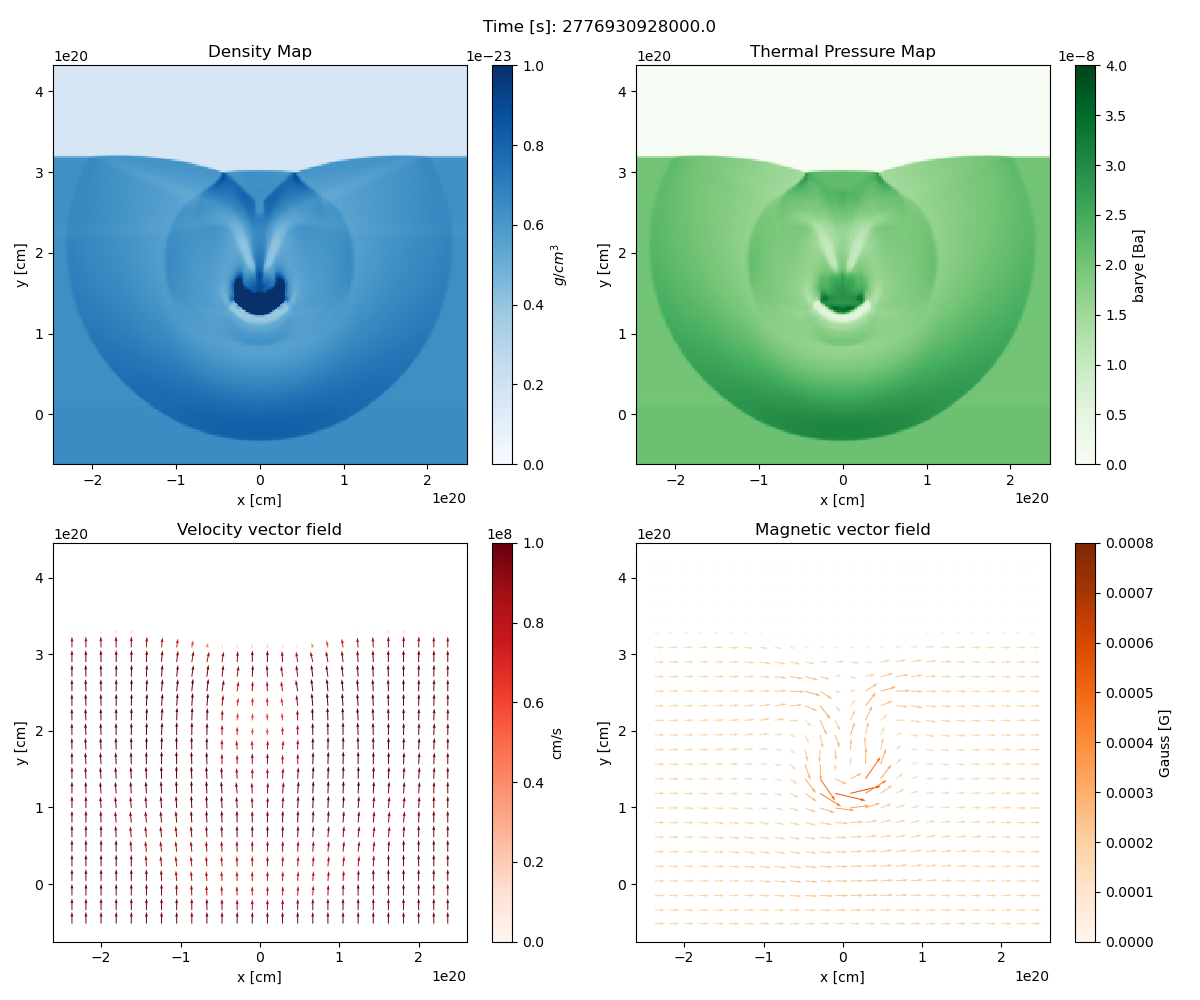 Time [s]: 2776930928000.0
Density Map
1e20
1e−23
y [cm]
4
3
2
1
0
−2
−1
0
1
2
x [cm]
1e20
1.0
0.8
0.6
0.4
0.2
0.0
g/cm³
Thermal Pressure Map
1e20
1e−8
y [cm]
4
3
2
1
0
−2
−1
0
1
2
x [cm]
1e20
4.0
3.5
3.0
2.5
2.0
1.5
1.0
0.5
0.0
barye [Ba]
Velocity vector field
1e20
1e8
y [cm]
4
3
2
1
0
−2
−1
0
1
2
x [cm]
1e20
1.0
0.8
0.6
0.4
0.2
0.0
cm/s
Magnetic vector field
1e20
y [cm]
4
3
2
1
0
−2
−1
0
1
2
x [cm]
1e20
0.0008
0.0007
0.0006
0.0005
0.0004
0.0003
0.0002
0.0001
0.0000
Gauss [G]